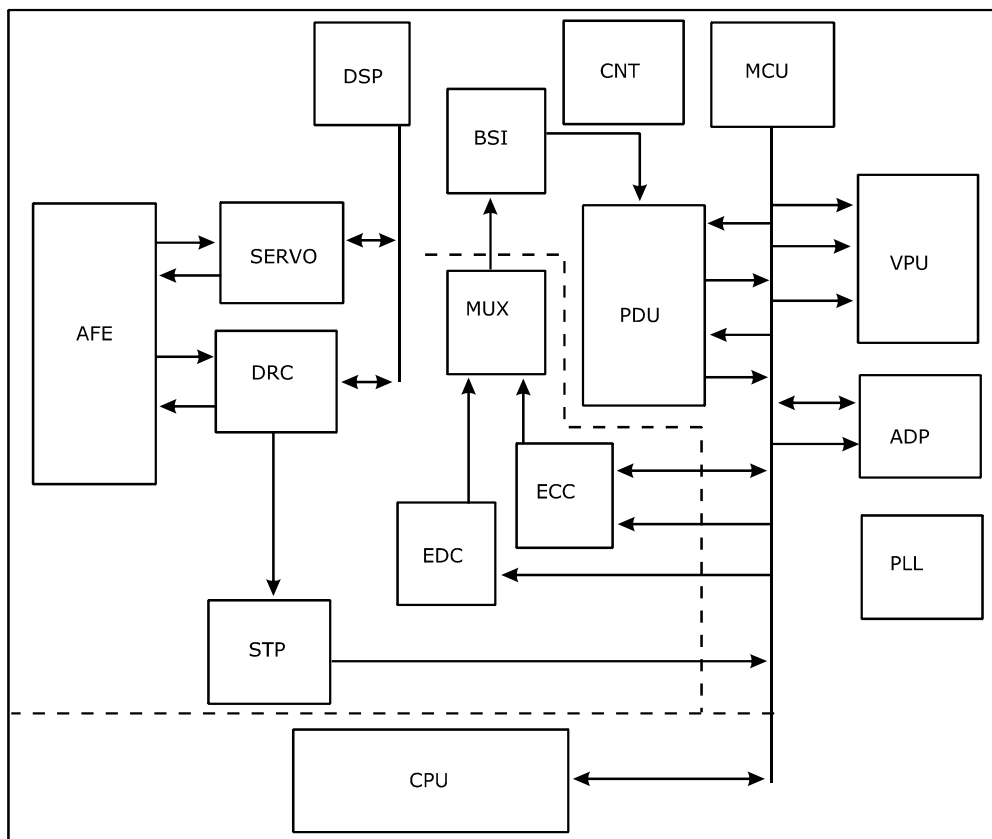 DSP
CNT
MCU
BSI
SERVO
VPU
MUX
PDU
AFE
DRC
ADP
ECC
EDC
PLL
STP
CPU